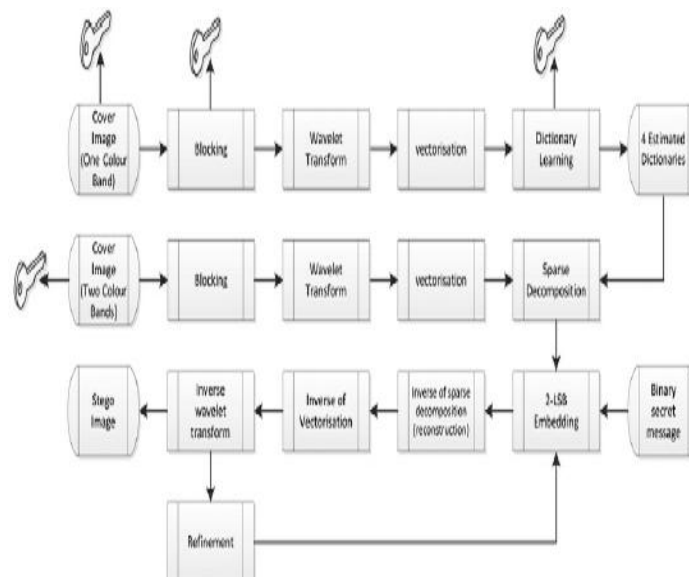 Cover
Image
(One Colour
Band)
Blocking
Wavelet
Transform
vectorisation
Dictionary
Learning
4 Estimated
Dictionaries
Cover
Image
(Two Colour
Bands)
Blocking
Wavelet
Transform
vectorisation
Sparse
Decomposition
Stego
Image
Inverse
wavelet
transform
Inverse of
Vectorisation
Inverse of sparse
decomposition
(reconstruction)
2-LSB
Embedding
Binary
secret
message
Refinement